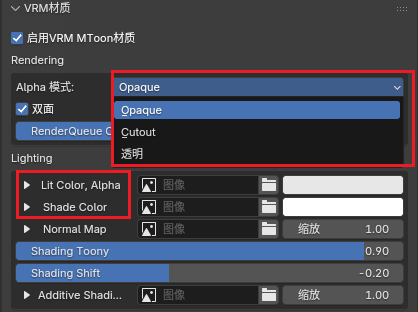 VRM材质
启用VRM MToon材质
Rendering
Alpha 模式: Opaque
Opaque
双面
RenderQueue
Cutout
透明
Lighting
Lit Color, Alpha 图像
Shade Color 图像
Normal Map 图像 缩放 1.00
Shading Toony 0.90
Shading Shift -0.20
Additive Shadi... 图像 缩放 1.00